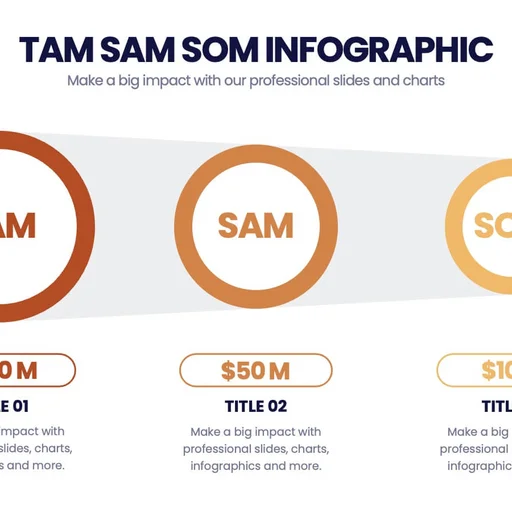 TAM SAM SOM INFOGRAPHIC
Make a big impact with our professional slides and charts
AM
SAM
SO
0 M
$50 M
$10
E 01
TITLE 02
TITL
mpact with
slides, charts,
s and more.
Make a big impact with
professional slides, charts,
infographics and more.
Make a big
professional
infographic